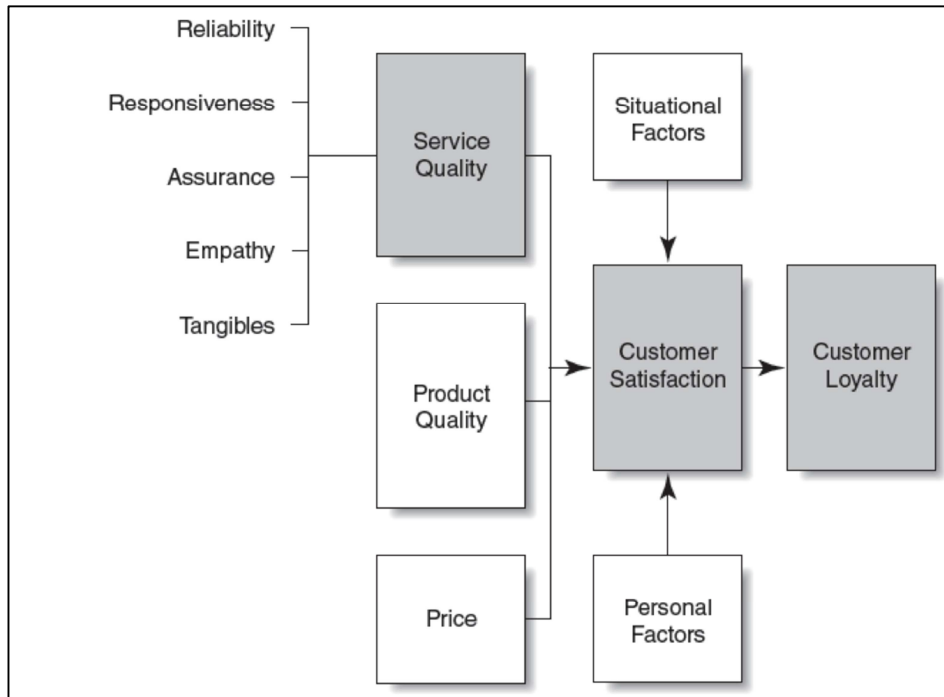 Reliability
Responsiveness
Assurance
Empathy
Tangibles
Service
Quality
Product
Quality
Price
Situational
Factors
Customer
Satisfaction
Personal
Factors
Customer
Loyalty